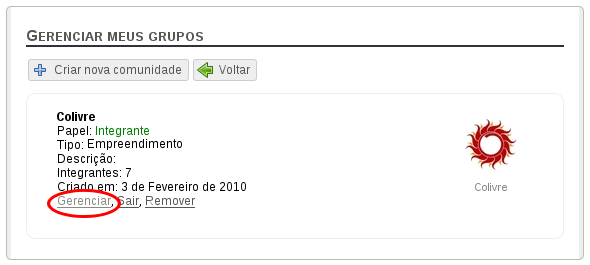 Gerenciar meus grupos
Criar nova comunidade
Voltar
Colivre
Papel: Integrante
Tipo: Empreendimento
Descrição:
Integrantes: 7
Criado em: 3 de Fevereiro de 2010
Gerenciar, Sair, Remover
Colivre